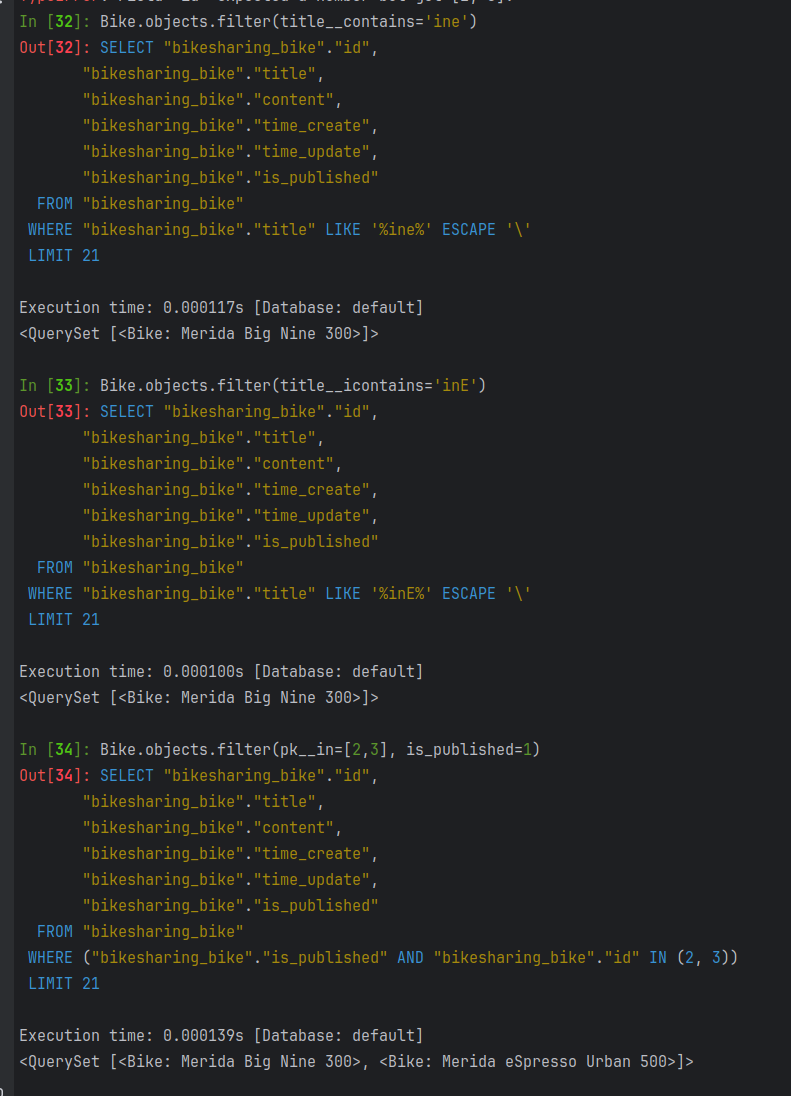 In [32]: Bike.objects.filter(title__contains='ine')
Out[32]: SELECT "bikesharing_bike"."id",
       "bikesharing_bike"."title",
       "bikesharing_bike"."content",
       "bikesharing_bike"."time_create",
       "bikesharing_bike"."time_update",
       "bikesharing_bike"."is_published"
  FROM "bikesharing_bike"
 WHERE "bikesharing_bike"."title" LIKE '%ine%' ESCAPE '\'
 LIMIT 21
Execution time: 0.000117s [Database: default]
<QuerySet [<Bike: Merida Big Nine 300>]>
In [33]: Bike.objects.filter(title__icontains='inE')
Out[33]: SELECT "bikesharing_bike"."id",
       "bikesharing_bike"."title",
       "bikesharing_bike"."content",
       "bikesharing_bike"."time_create",
       "bikesharing_bike"."time_update",
       "bikesharing_bike"."is_published"
  FROM "bikesharing_bike"
 WHERE "bikesharing_bike"."title" LIKE '%inE%' ESCAPE '\'
 LIMIT 21
Execution time: 0.000100s [Database: default]
<QuerySet [<Bike: Merida Big Nine 300>]>
In [34]: Bike.objects.filter(pk__in=[2,3], is_published=1)
Out[34]: SELECT "bikesharing_bike"."id",
       "bikesharing_bike"."title",
       "bikesharing_bike"."content",
       "bikesharing_bike"."time_create",
       "bikesharing_bike"."time_update",
       "bikesharing_bike"."is_published"
  FROM "bikesharing_bike"
 WHERE ("bikesharing_bike"."is_published" AND "bikesharing_bike"."id" IN (2, 3))
 LIMIT 21
Execution time: 0.000139s [Database: default]
<QuerySet [<Bike: Merida Big Nine 300>, <Bike: Merida eSpresso Urban 500>]>